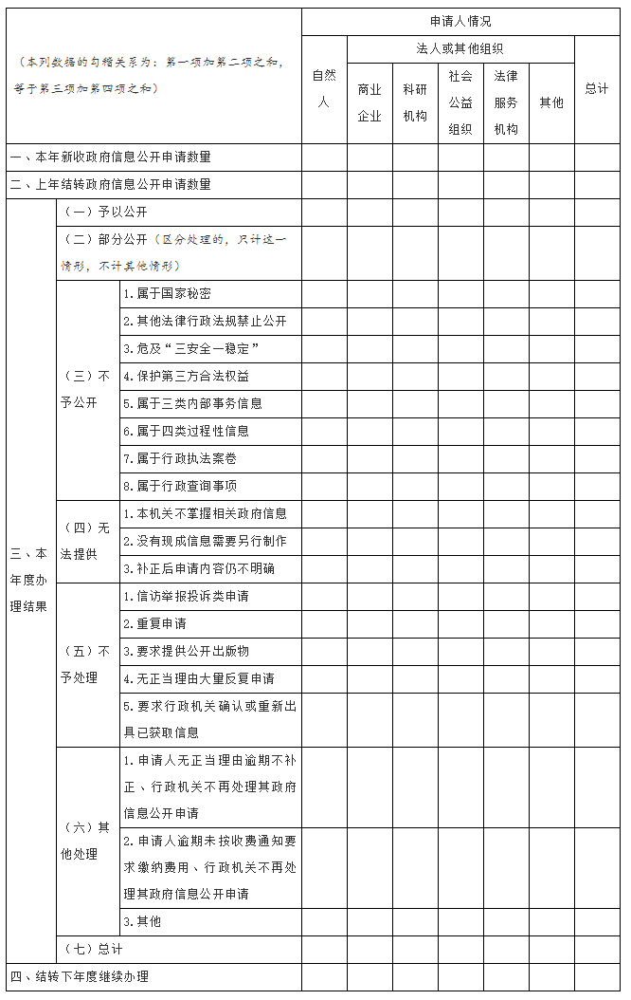 （本列数据的勾稽关系为：第一项加第二项之和，
等于第三项加第四项之和）
申请人情况
自然
人
法人或其他组织
总计
商业
企业
科研
机构
社会
公益
组织
法律
服务
机构
其他
一、本年新收政府信息公开申请数量
二、上年结转政府信息公开申请数量
三、本
年度办
理结果
（一）予以公开
（二）部分公开（区分处理的，只计这一
情形，不计其他情形）
（三）不
予公开
1.属于国家秘密
2.其他法律行政法规禁止公开
3.危及“三安全一稳定”
4.保护第三方合法权益
5.属于三类内部事务信息
6.属于四类过程性信息
7.属于行政执法案卷
8.属于行政查询事项
（四）无
法提供
1.本机关不掌握相关政府信息
2.没有现成信息需要另行制作
3.补正后申请内容仍不明确
（五）不
予处理
1.信访举报投诉类申请
2.重复申请
3.要求提供公开出版物
4.无正当理由大量反复申请
5.要求行政机关确认或重新出
具已获取信息
（六）其
他处理
1.申请人无正当理由逾期不补
正、行政机关不再处理其政府
信息公开申请
2.申请人逾期未按收费通知要
求缴纳费用、行政机关不再处
理其政府信息公开申请
3.其他
（七）总计
四、结转下年度继续办理